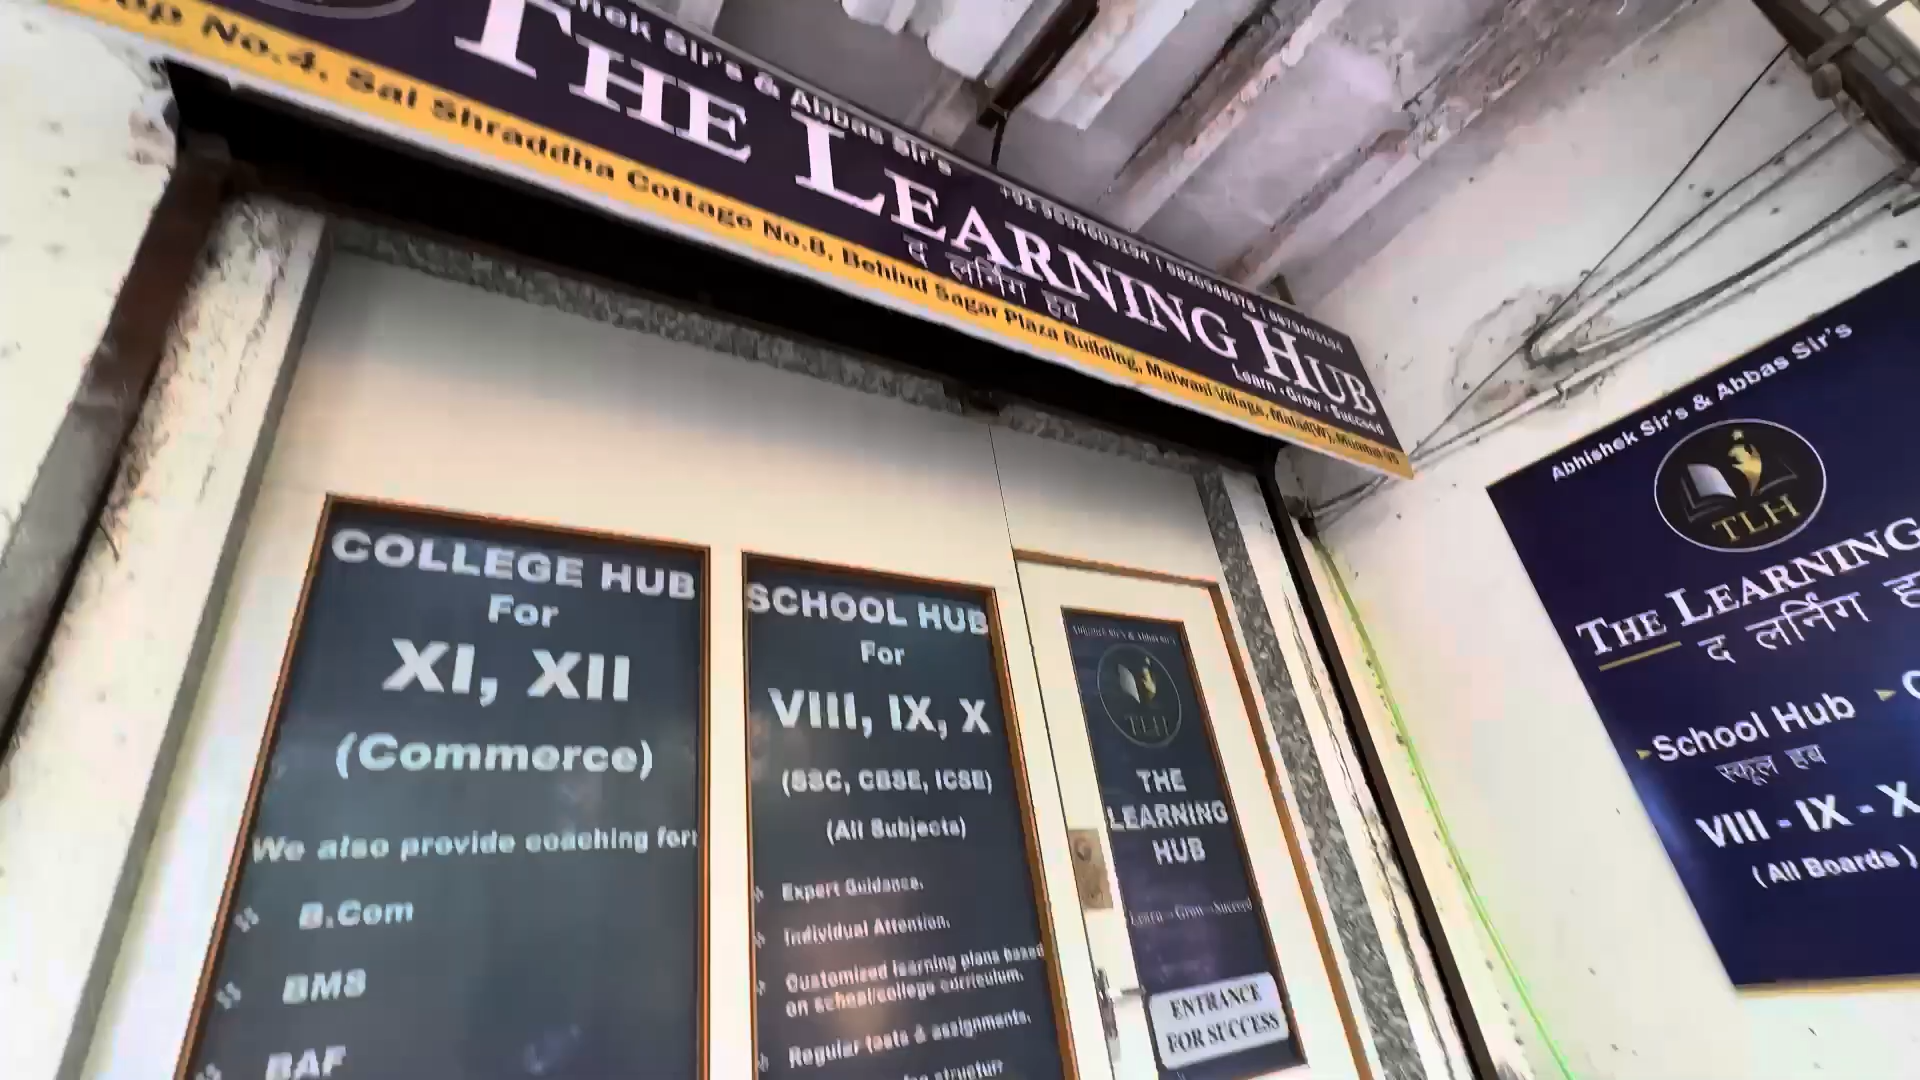 Sir's & Abbas Sir's
THE LEARNING HUB
द लर्निंग हब
Learn - Grow - Succeed
No.4, Sai Shraddha Cottage No.8, Behind Sagar Plaza Building, Malwani Village, Malad(W), Mumbai-95
COLLEGE HUB
For
XI, XII
(Commerce)
We also provide coaching for:
B.Com
BMS
BAF
SCHOOL HUB
For
VIII, IX, X
(SSC, CBSE, ICSE)
(All Subjects)
Expert Guidance.
Individual Attention.
Customized learning plans based
on school/college curriculum.
Regular tests & assignments.
TLH
THE
LEARNING
HUB
Learn - Grow - Succeed
ENTRANCE
FOR SUCCESS
Abhishek Sir's & Abbas Sir's
TLH
THE LEARNING
द लर्निंग
School Hub
स्कूल हब
VIII - IX - X
(All Boards)